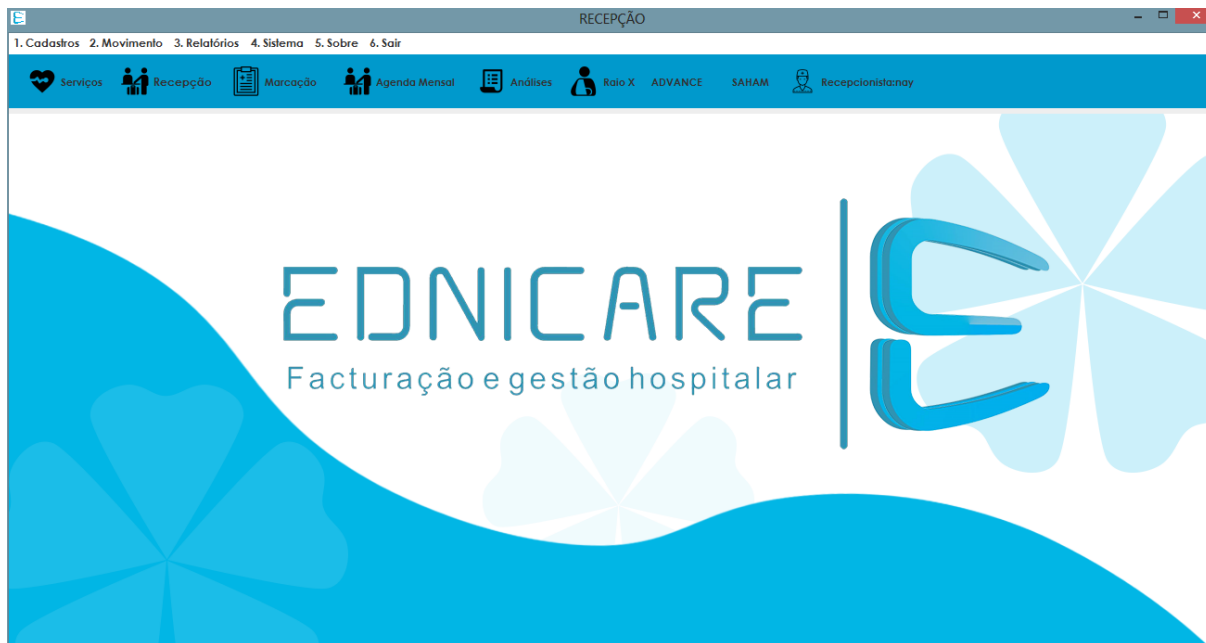 RECEPÇÃO
1. Cadastros 2. Movimento 3. Relatórios 4. Sistema 5. Sobre 6. Sair
Serviços Recepção Marcação Agenda Mensal Análises Raio X ADVANCE SAHAM Recepcionista:nay
EDNICARE
Facturação e gestão hospitalar